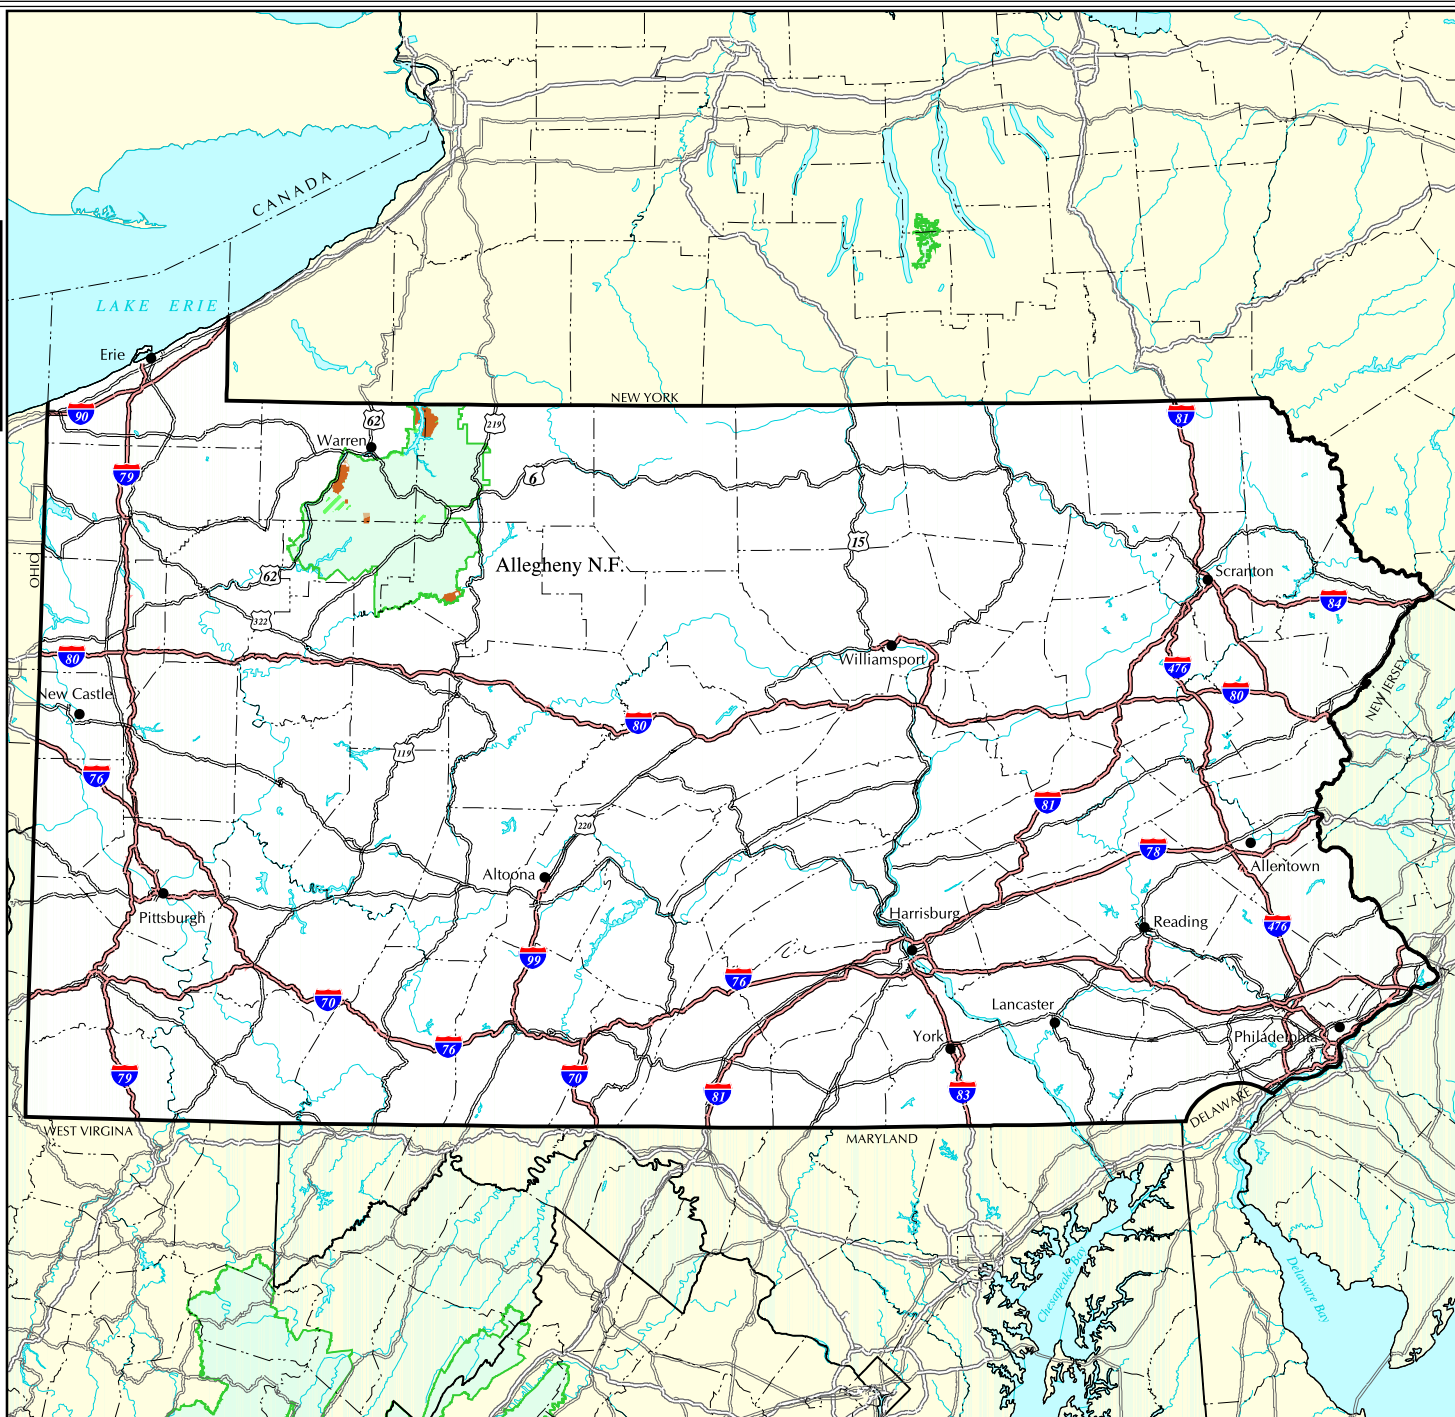 CANADA
LAKE ERIE
Erie
NEW YORK
90
62
219
81
Warren
79
6
15
OHIO
Allegheny N.F.
62
Scranton
84
322
80
Williamsport
476
80
New Castle
NEW JERSEY
80
119
76
81
220
78
Altoona
Allentown
Pittsburgh
Harrisburg
Reading
476
99
76
70
Lancaster
York
Philadelphia
76
79
70
81
83
DELAWARE
WEST VIRGINA
MARYLAND
Chesapeake Bay
Delaware Bay